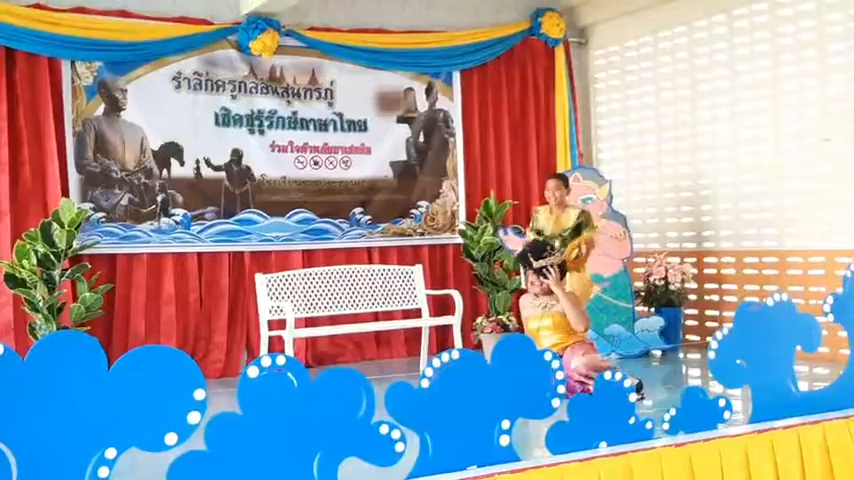 รำลึกครูกลอนสุนทรภู่
เชิดชูรู้รักษ์ภาษาไทย
ร่วมใจต้านภัยยาเสพติด